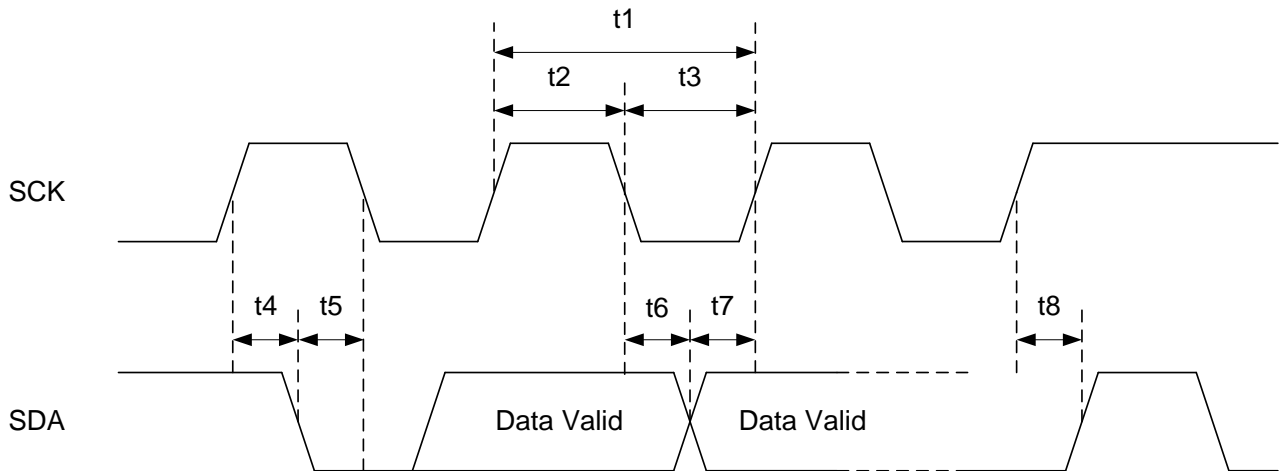 t1
t2 t3
SCK
t4 t5 t6 t7 t8
SDA Data Valid Data Valid